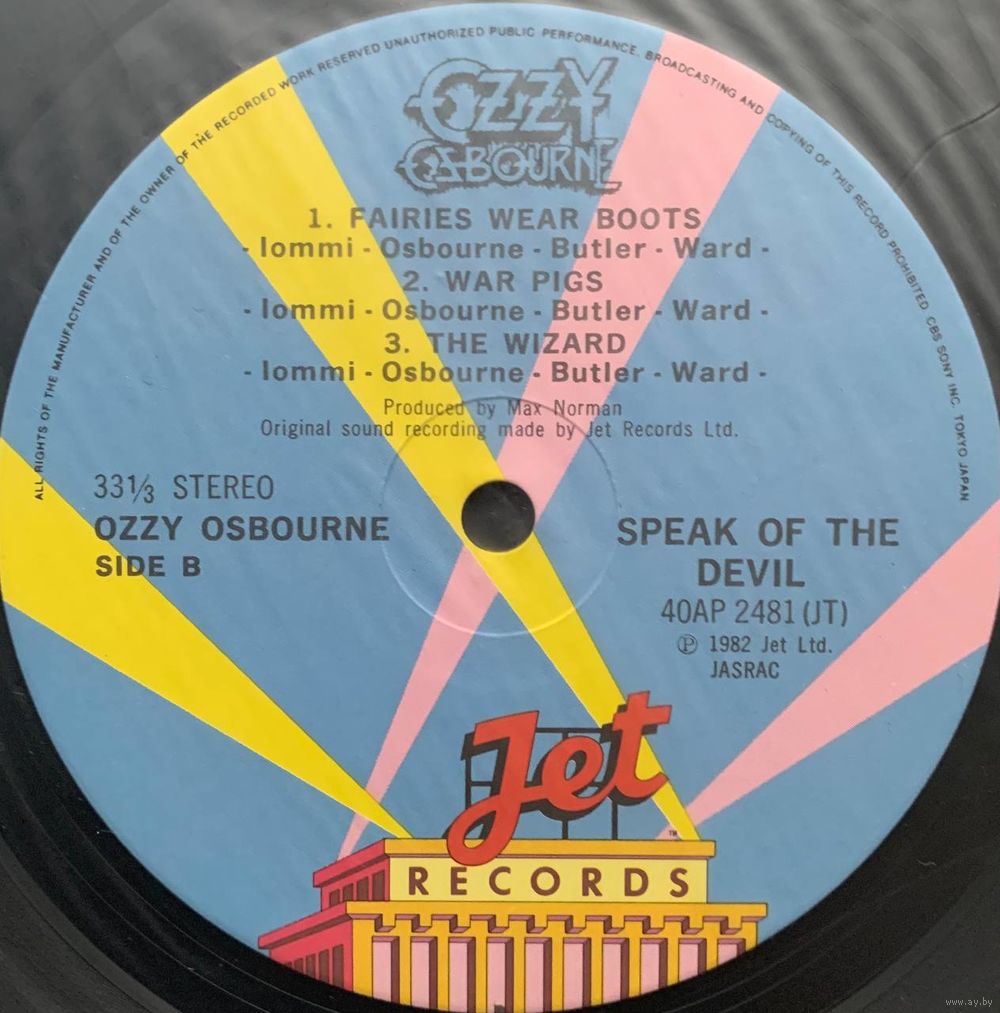 ALL RIGHTS OF THE MANUFACTURER AND OF THE OWNER OF THE RECORDED WORK RESERVED UNAUTHORIZED PUBLIC PERFORMANCE. BROADCASTING AND COPYING OF THIS RECORD PROHIBITED CBS SONY INC. TOKYO JAPAN
OZZY
OSBOURNE
1. FAIRIES WEAR BOOTS
- Iommi - Osbourne - Butler - Ward -
2. WAR PIGS
- Iommi - Osbourne - Butler - Ward -
3. THE WIZARD
- Iommi - Osbourne - Butler - Ward -
Produced by Max Norman
Original sound recording made by Jet Records Ltd.
33⅓ STEREO
OZZY OSBOURNE
SIDE B
SPEAK OF THE
DEVIL
40AP 2481 (JT)
Ⓟ 1982 Jet Ltd.
JASRAC
Jet
TM
RECORDS
www.ay.by